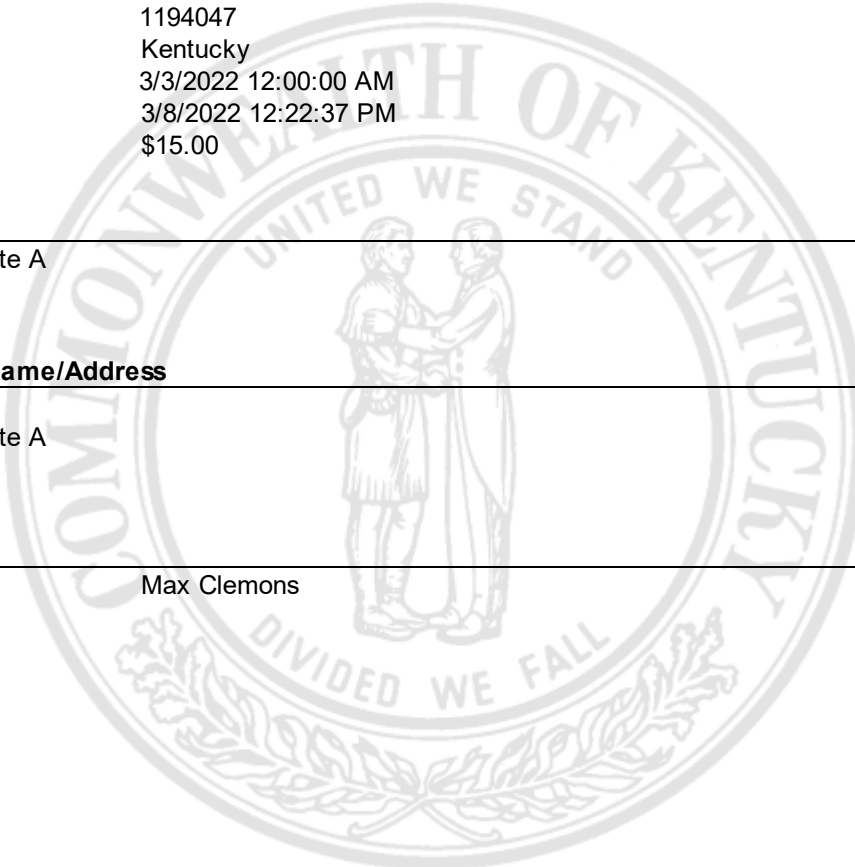 1194047
Kentucky
3/3/2022 12:00:00 AM
3/8/2022 12:22:37 PM
$15.00
te A
ame/Address
te A
Max Clemons
COMMONWEALTH OF KENTUCKY
UNITED WE STAND
DIVIDED WE FALL